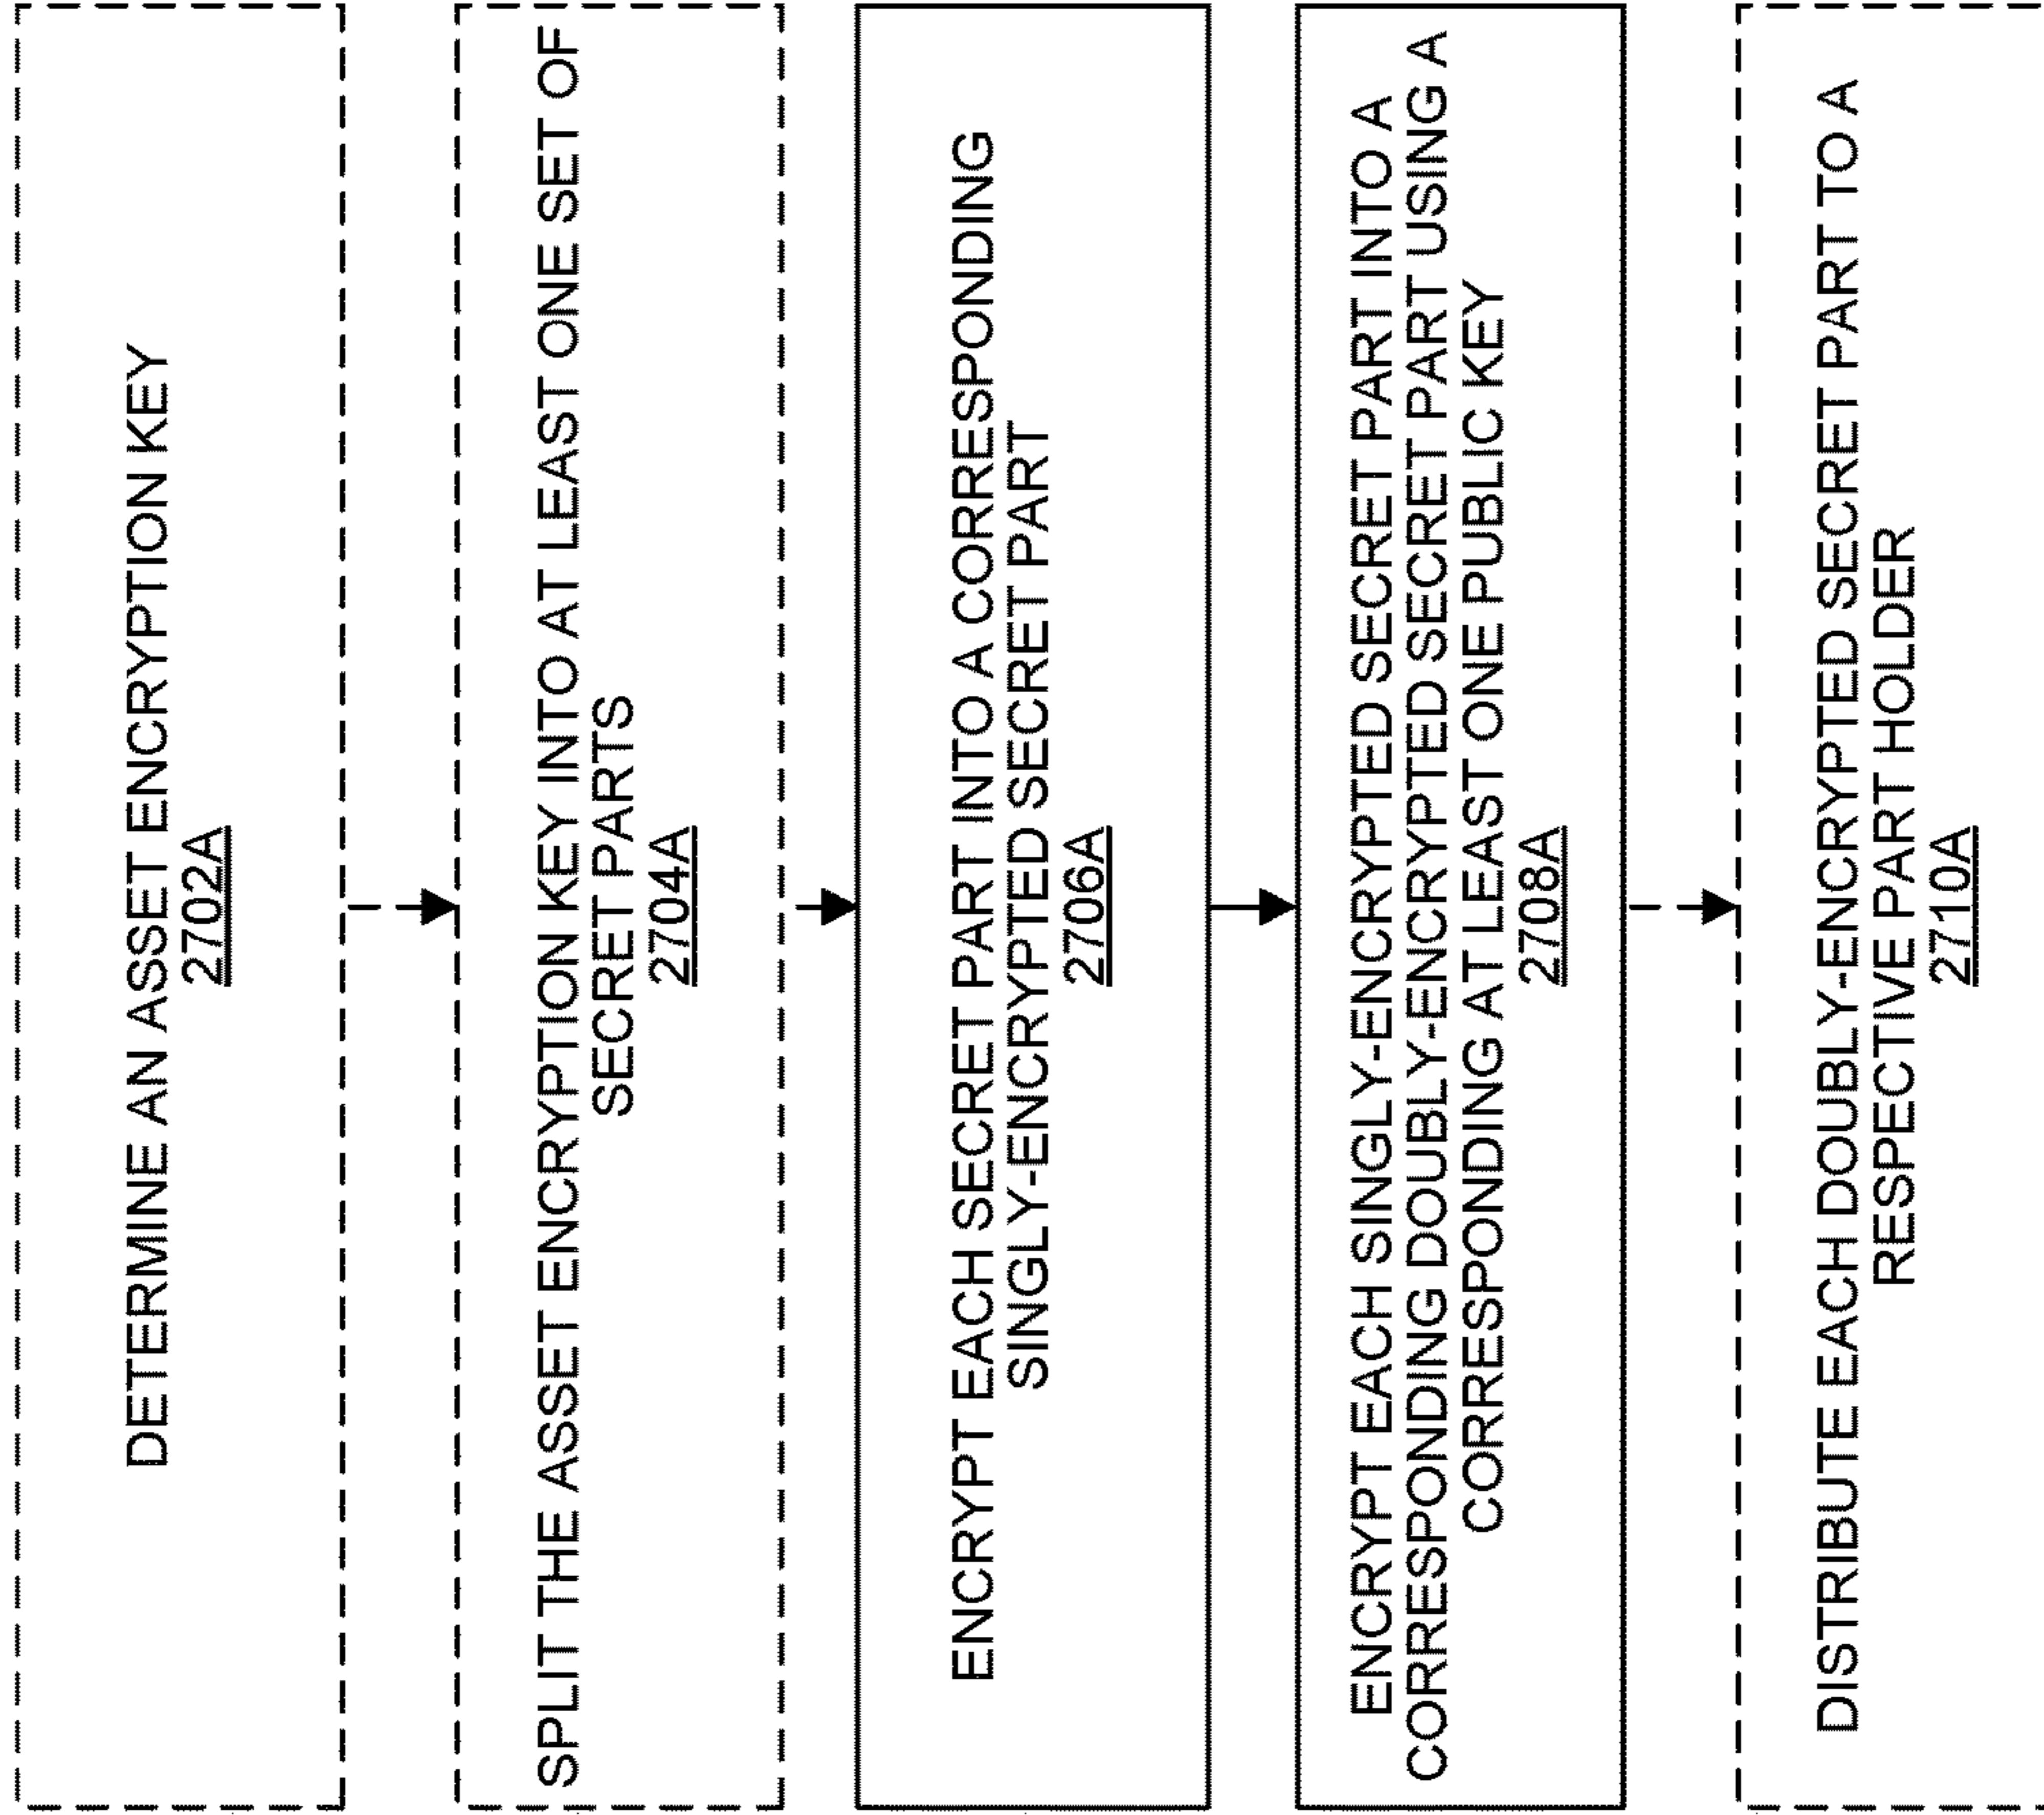 DETERMINE AN ASSET ENCRYPTION KEY
2702A
SPLIT THE ASSET ENCRYPTION KEY INTO AT LEAST ONE SET OF
SECRET PARTS
2704A
ENCRYPT EACH SECRET PART INTO A CORRESPONDING
SINGLY-ENCRYPTED SECRET PART
2706A
ENCRYPT EACH SINGLY-ENCRYPTED SECRET PART INTO A
CORRESPONDING DOUBLY-ENCRYPTED SECRET PART USING A
CORRESPONDING AT LEAST ONE PUBLIC KEY
2708A
DISTRIBUTE EACH DOUBLY-ENCRYPTED SECRET PART TO A
RESPECTIVE PART HOLDER
2710A